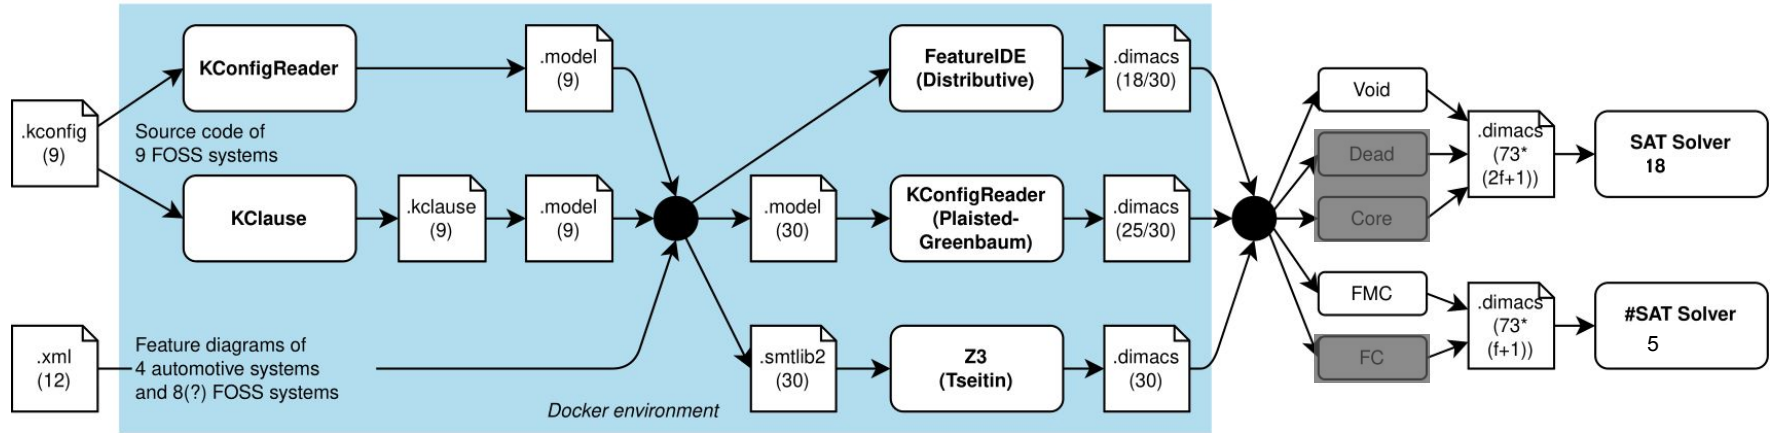 .kconfig
(9)
KConfigReader
.model
(9)
Source code of
9 FOSS systems
KClause
.kclause
(9)
.model
(9)
.xml
(12)
Feature diagrams of
4 automotive systems
and 8(?) FOSS systems
Docker environment
FeatureIDE
(Distributive)
.dimacs
(18/30)
.model
(30)
KConfigReader
(Plaisted-
Greenbaum)
.dimacs
(25/30)
.smtlib2
(30)
Z3
(Tseitin)
.dimacs
(30)
Void
Dead
Core
FMC
FC
.dimacs
(73*
(2f+1))
SAT Solver
18
.dimacs
(73*
(f+1))
#SAT Solver
5